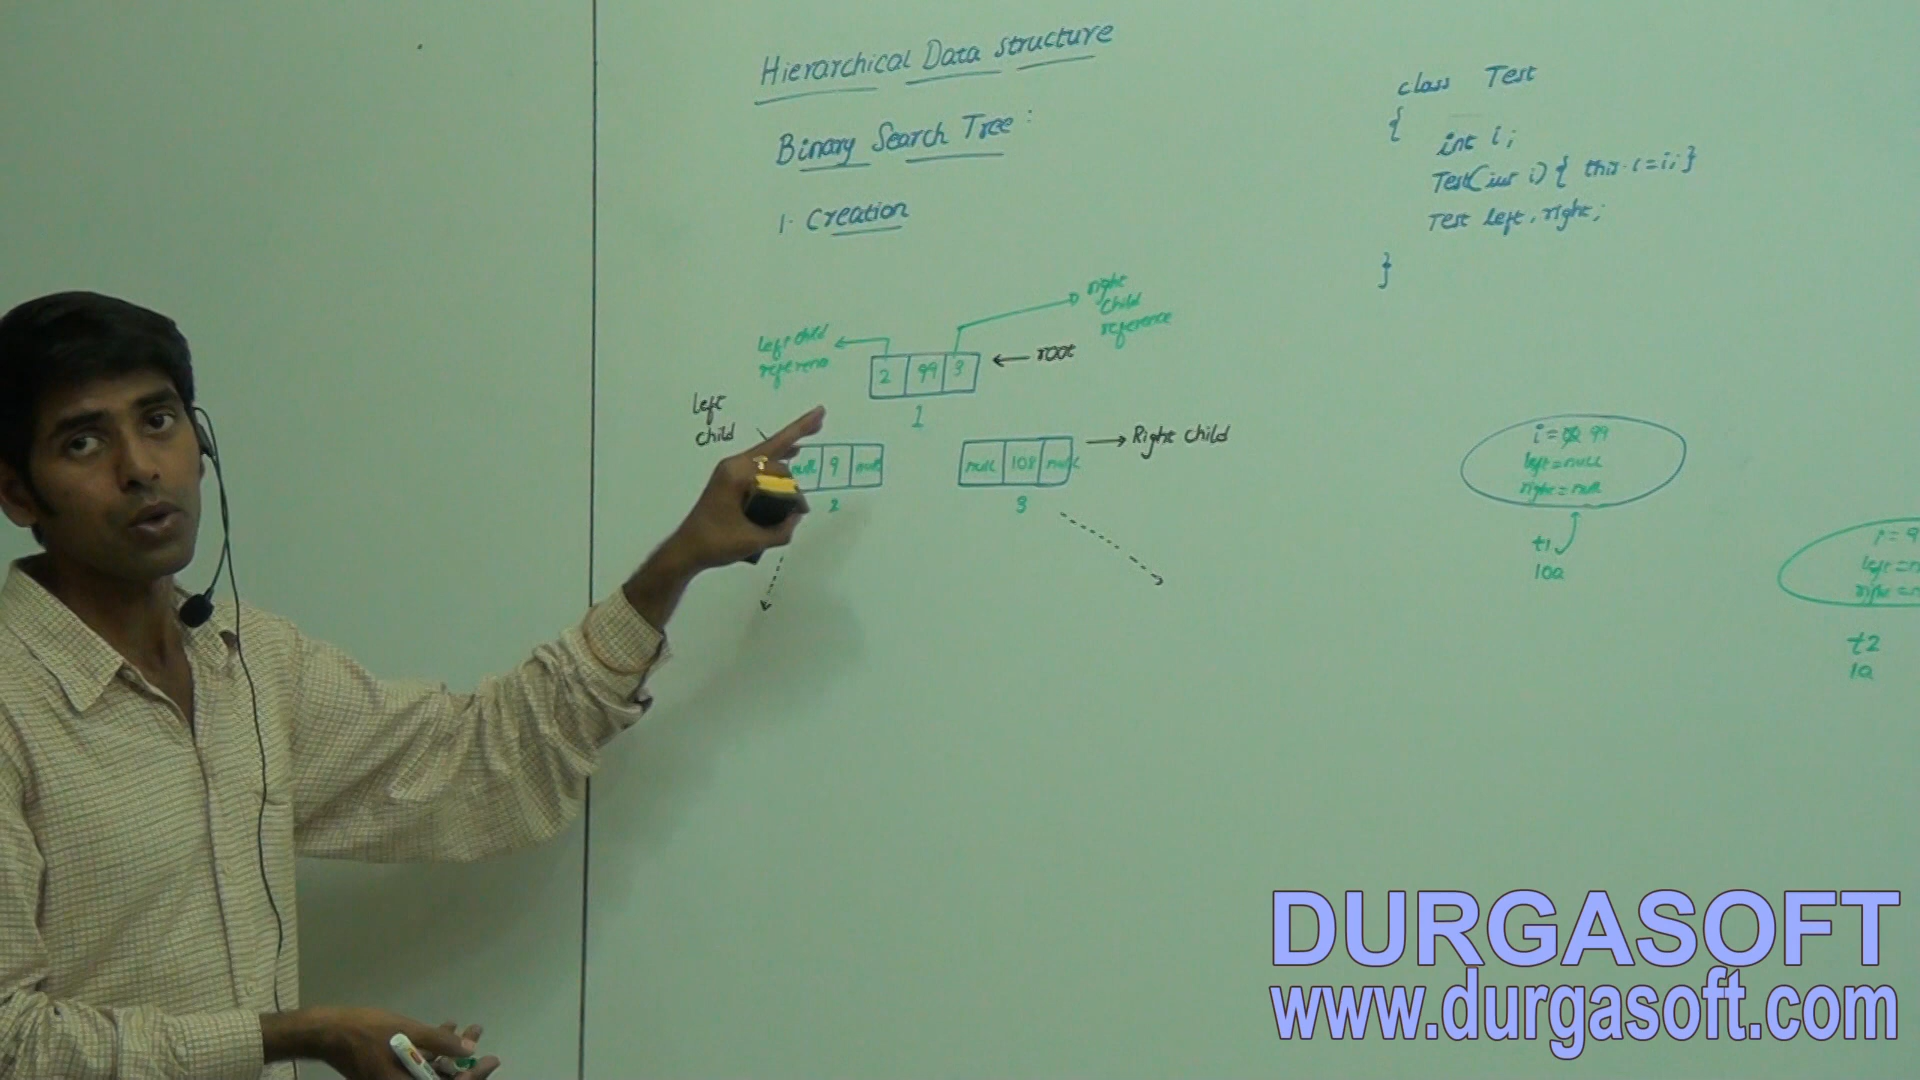 Hierarchical Data structure
Binary Search Tree :
1. Creation
class Test
{
int i;
Test(int i) { this.i=i; }
Test left, right;
}
right
child
reference
left child
referene
2 99 3
root
1
left
child
null 9 null
2
null 108 null
3
Right child
i = 99
left=null
right=null
t1
10a
i = 9
left =n
right =n
t2
1a
DURGASOFT
www.durgasoft.com